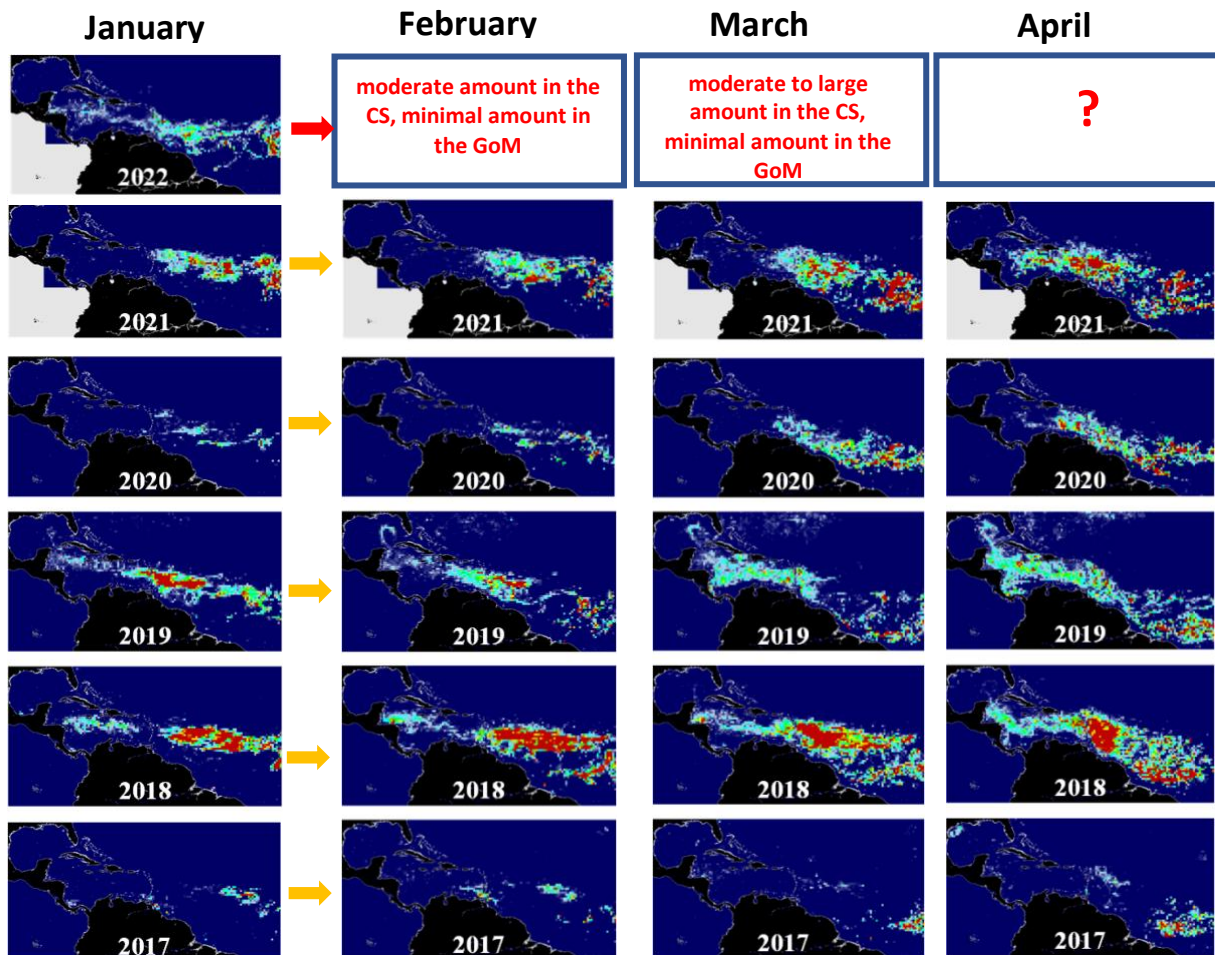 January
February
March
April
moderate amount in the
CS, minimal amount in
the GoM
moderate to large
amount in the CS,
minimal amount in the
GoM
?
2022
2021
2021
2021
2021
2020
2020
2020
2020
2019
2019
2019
2019
2018
2018
2018
2018
2017
2017
2017
2017